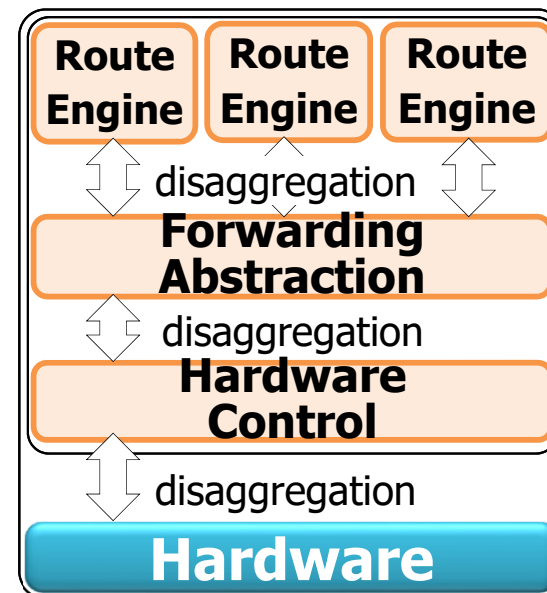 Route Route Route
Engine Engine Engine
disaggregation
Forwarding
Abstraction
disaggregation
Hardware
Control
disaggregation
Hardware